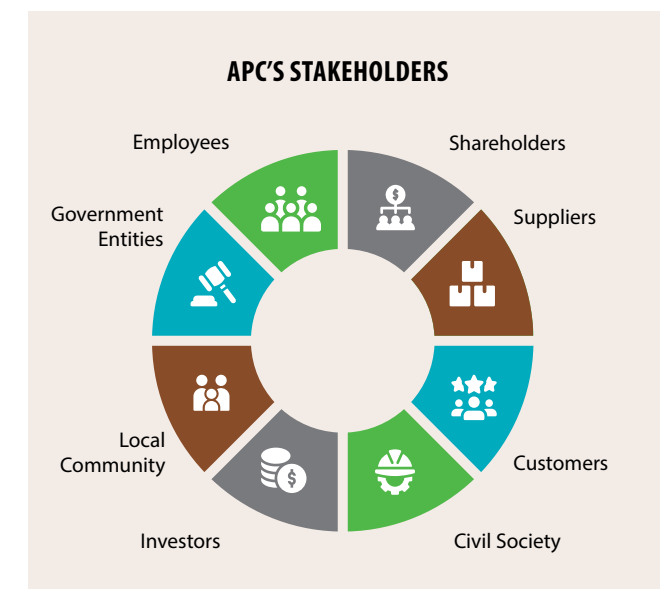 APC’S STAKEHOLDERS
Employees
Shareholders
Government
Entities
Suppliers
Local
Community
Customers
Investors
Civil Society